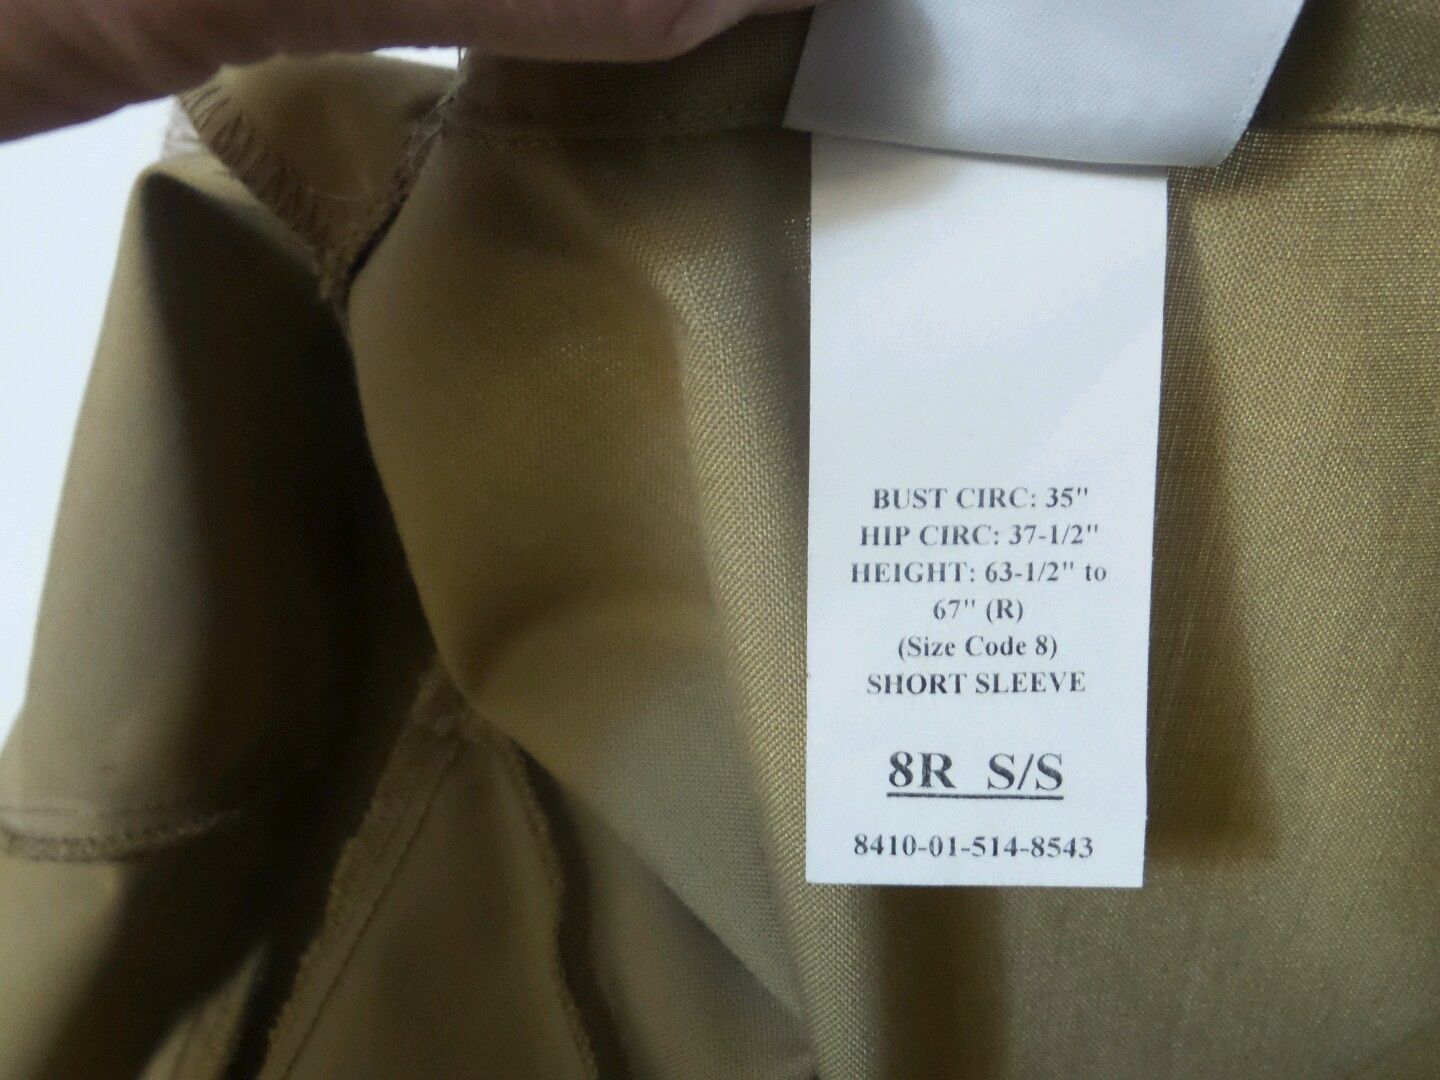 BUST CIRC: 35"
HIP CIRC: 37-1/2"
HEIGHT: 63-1/2" to
67" (R)
(Size Code 8)
SHORT SLEEVE
8R S/S
8410-01-514-8543